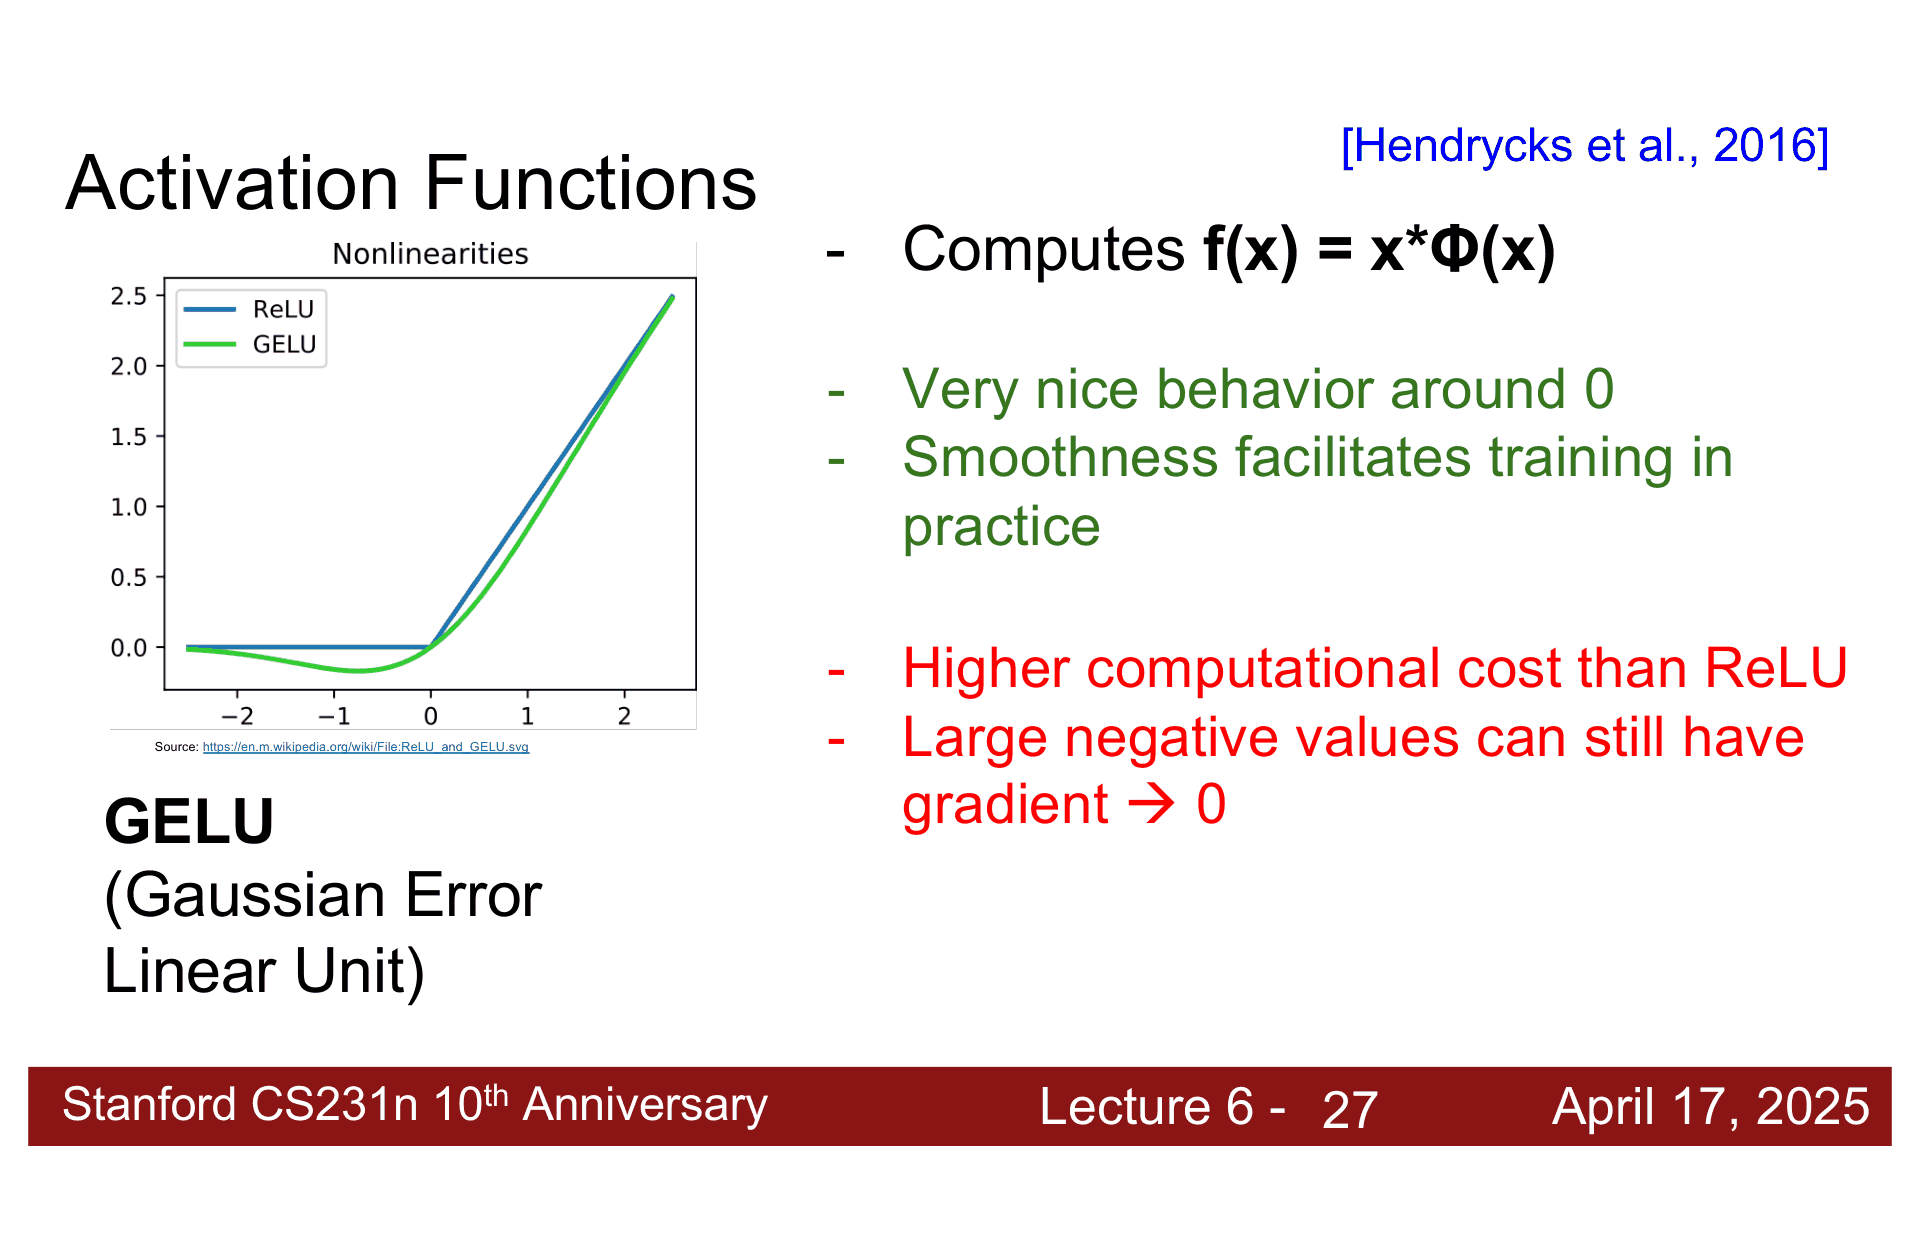 Activation Functions
[Hendrycks et al., 2016]
Nonlinearities
ReLU
GELU
2.5
2.0
1.5
1.0
0.5
0.0
−2
−1
0
1
2
Source: https://en.m.wikipedia.org/wiki/File:ReLU_and_GELU.svg
GELU
(Gaussian Error
Linear Unit)
- Computes f(x) = x*Φ(x)
- Very nice behavior around 0
- Smoothness facilitates training in
practice
- Higher computational cost than ReLU
- Large negative values can still have
gradient → 0
Stanford CS231n 10th Anniversary
Lecture 6 - 27
April 17, 2025